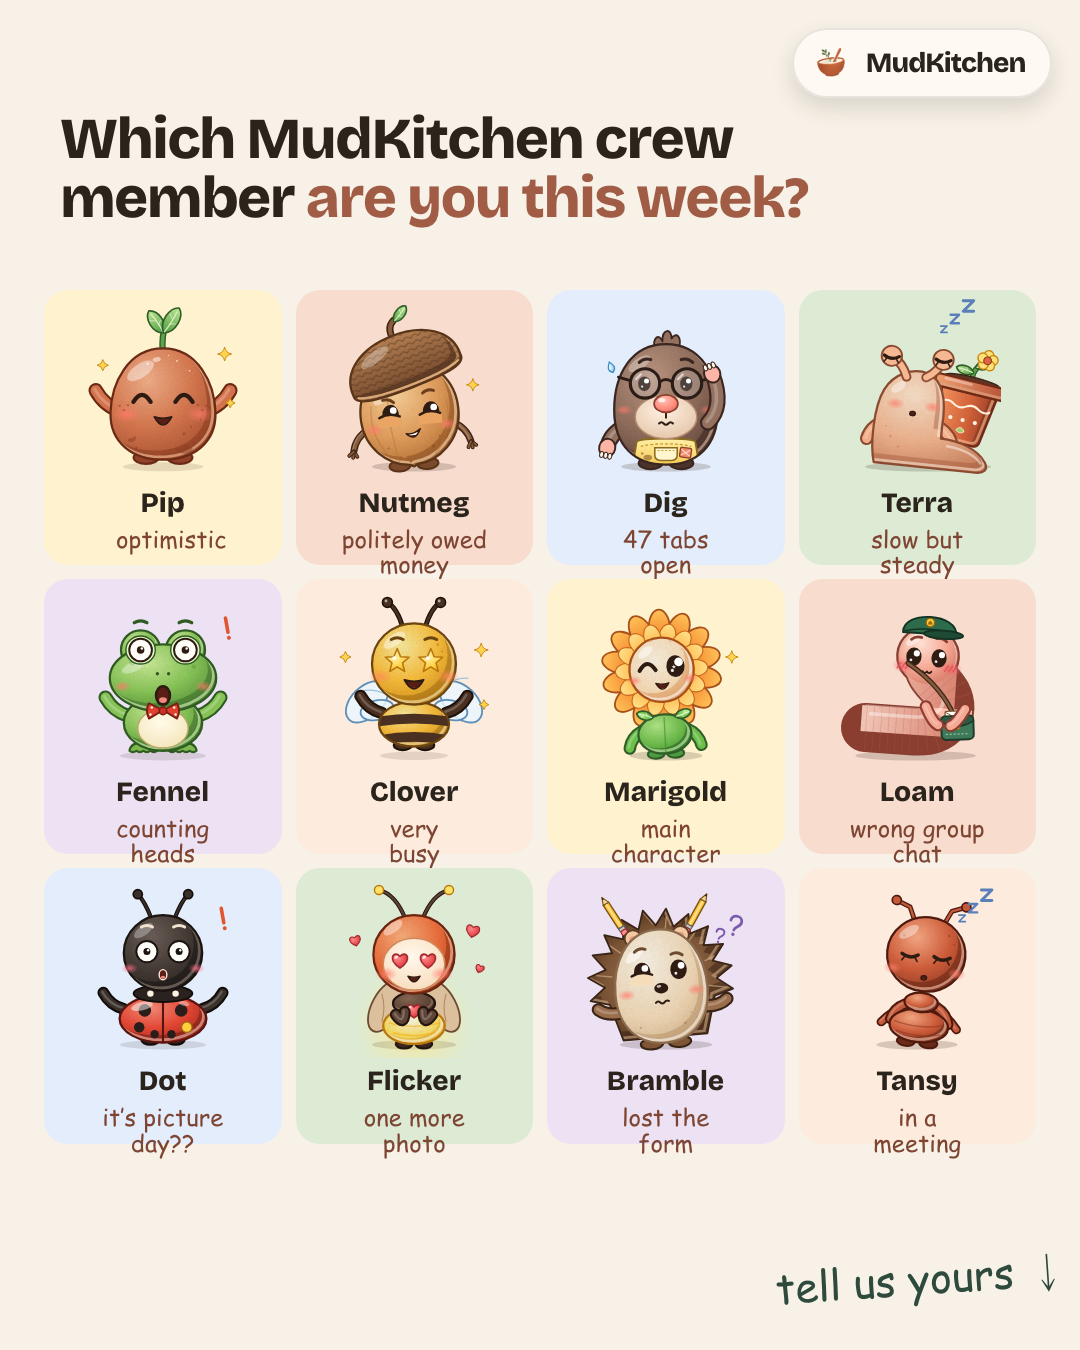 MudKitchen
Which MudKitchen crew
member are you this week?
z z z
Pip
optimistic
Nutmeg
politely owed
money
Dig
47 tabs
open
Terra
slow but
steady
!
Fennel
counting
heads
Clover
very
busy
Marigold
main
character
Loam
wrong group
chat
!
? ?
z z z
Dot
it's picture
day??
Flicker
one more
photo
Bramble
lost the
form
Tansy
in a
meeting
tell us yours ↓